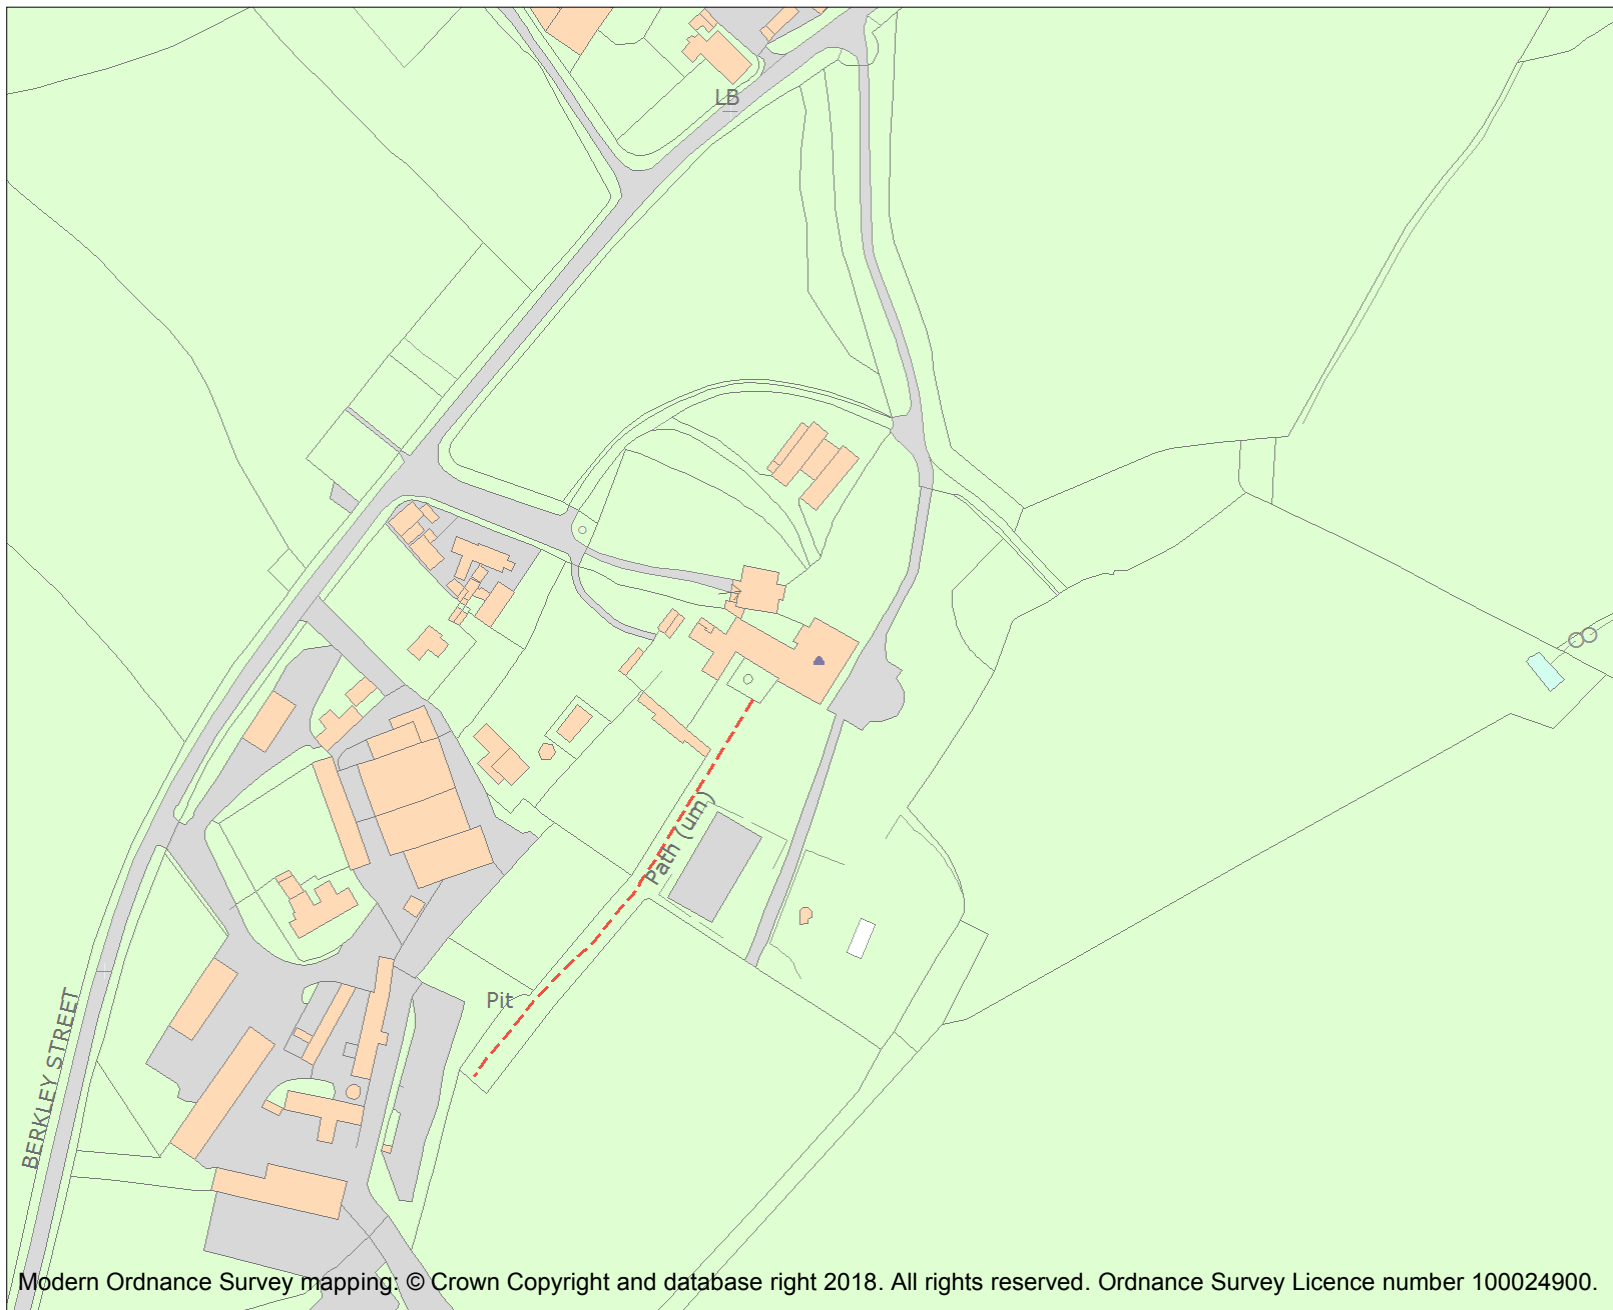 LB
Path (um)
Pit
BERKLEY STREET
Modern Ordnance Survey mapping: © Crown Copyright and database right 2018. All rights reserved. Ordnance Survey Licence number 100024900.